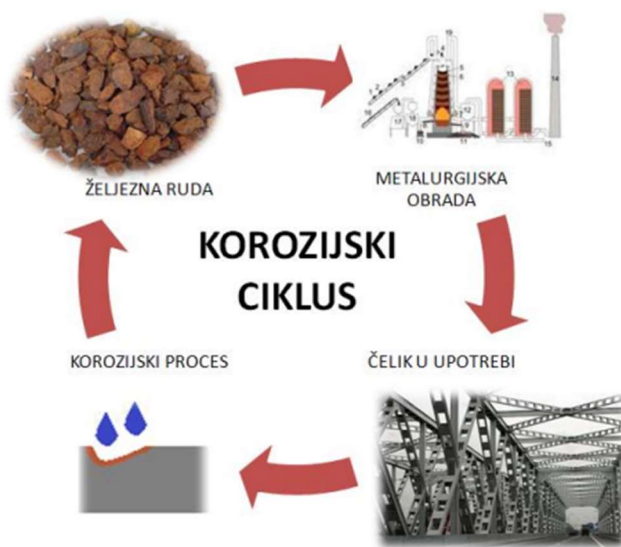 ŽELJEZNA RUDA
METALURGIJSKA
OBRADA
KOROZIJSKI
CIKLUS
KOROZIJSKI PROCES
ČELIK U UPOTREBI